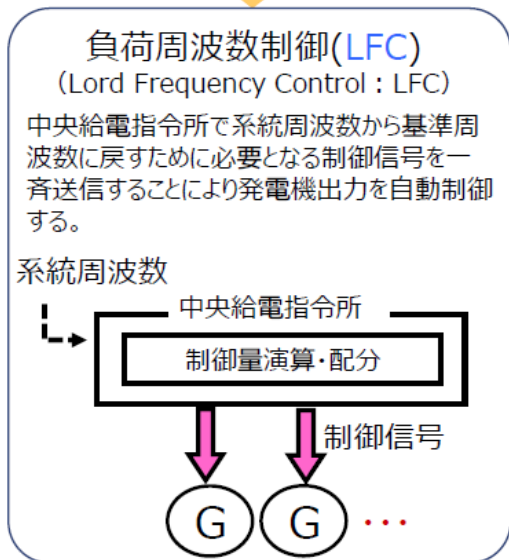 負荷周波数制御(LFC)
（Lord Frequency Control：LFC）
中央給電指令所で系統周波数から基準周
波数に戻すために必要となる制御信号を一
斉送信することにより発電機出力を自動制御
する。
系統周波数
中央給電指令所
制御量演算・配分
制御信号
G G ・・・